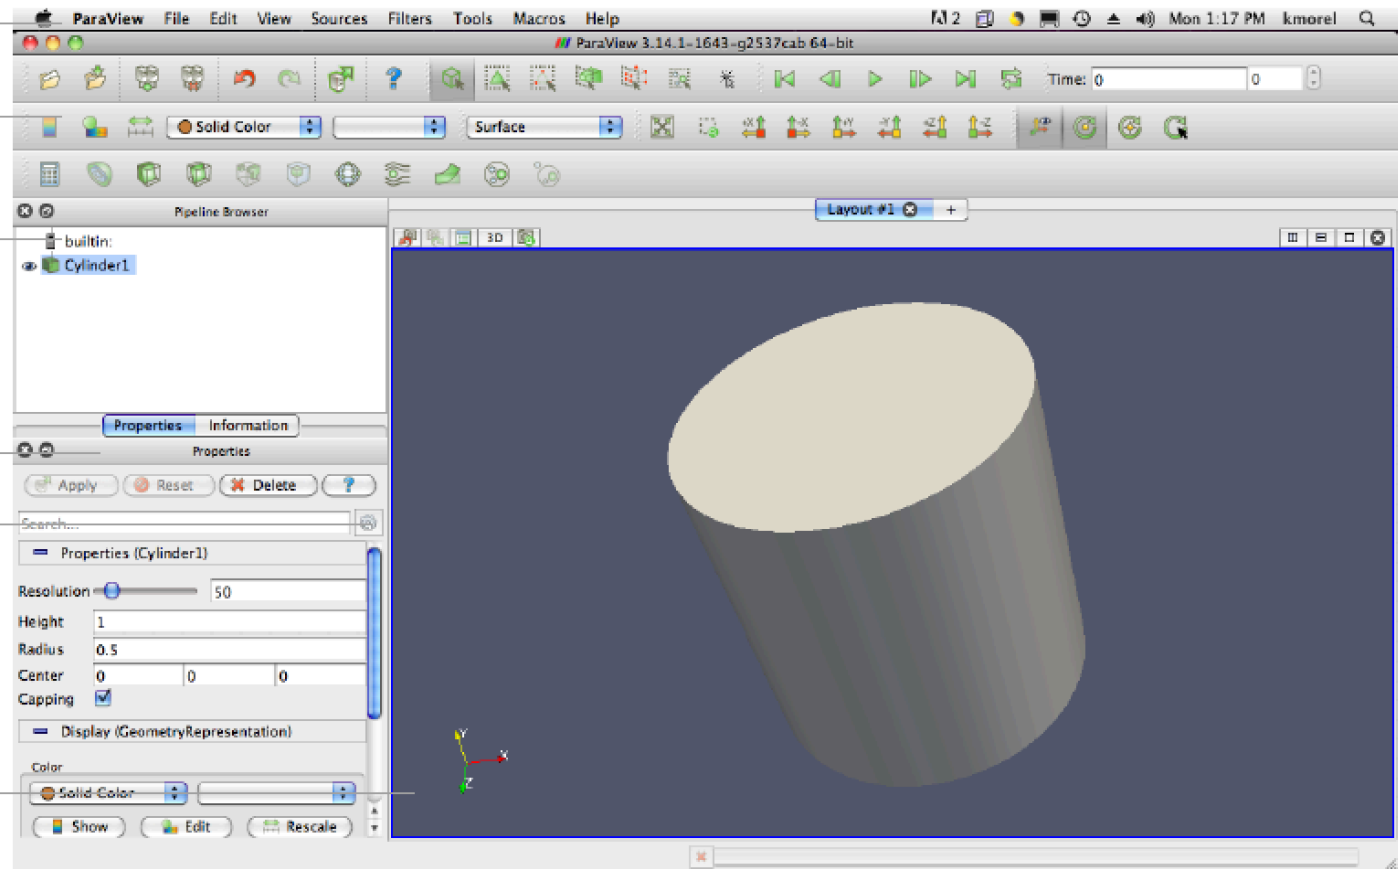 ParaView File Edit View Sources Filters Tools Macros Help 2 Mon 1:17 PM kmorel
ParaView 3.14.1-1643-g2537cab 64-bit
? Time: 0 0
Solid Color Surface +X -X +Y -Y +Z -Z
Pipeline Browser
Layout #1 +
builtin:
3D
Cylinder1
Properties Information
Properties
Apply Reset Delete ?
Search...
Properties (Cylinder1)
Resolution 50
Height 1
Radius 0.5
Center 0 0 0
Capping
Display (GeometryRepresentation)
Color
Solid Color
Show Edit Rescale
Y
X
Z